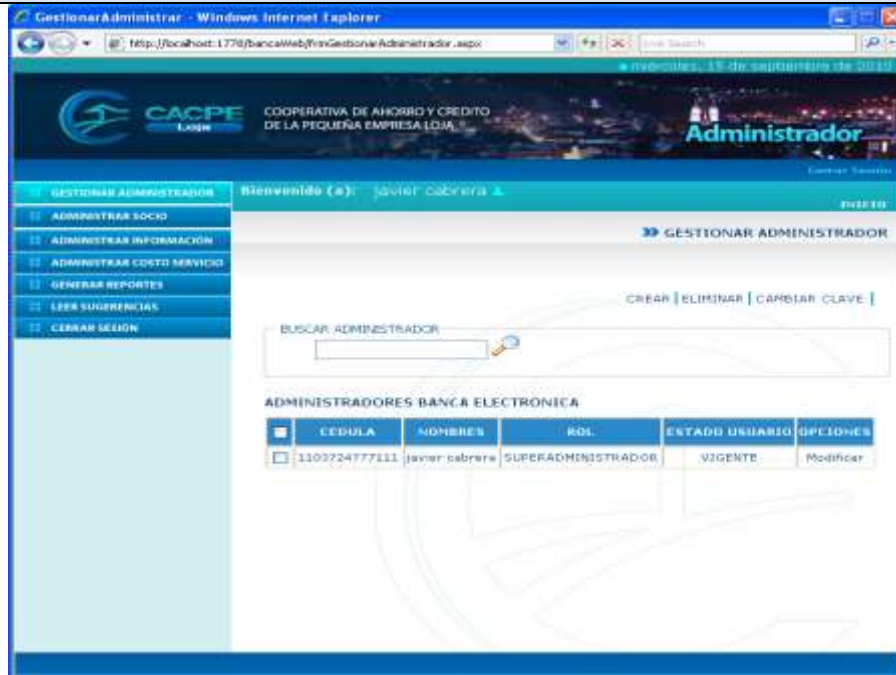 GestionarAdministrar - Windows Internet Explorer
http://localhost:1778/bancaWeb/frmGestionarAdministrador.aspx
Live Search
miércoles, 15 de septiembre de 2010
CACPE
Loja
COOPERATIVA DE AHORRO Y CREDITO
DE LA PEQUEÑA EMPRESA LOJA
Administrador
Cerrar Sesión
Bienvenido (a): javier cabrera
INICIO
GESTIONAR ADMINISTRADOR
ADMINISTRAR SOCIO
ADMINISTRAR INFORMACIÓN
ADMINISTRAR COSTO SERVICIO
GENERAR REPORTES
LEER SUGERENCIAS
CERRAR SESIÓN
GESTIONAR ADMINISTRADOR
CREAR | ELIMINAR | CAMBIAR CLAVE |
BUSCAR ADMINISTRADOR
ADMINISTRADORES BANCA ELECTRONICA
CEDULA NOMBRES ROL ESTADO USUARIO OPCIONES
1103724777111 javier cabrera SUPERADMINISTRADOR VIGENTE Modificar